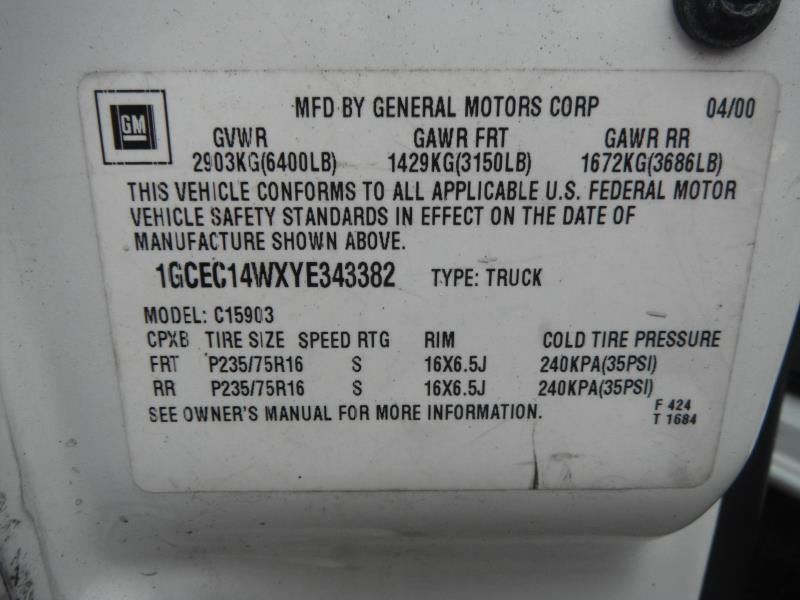 GM
MFD BY GENERAL MOTORS CORP 04/00
GVWR GAWR FRT GAWR RR
2903KG(6400LB) 1429KG(3150LB) 1672KG(3686LB)
THIS VEHICLE CONFORMS TO ALL APPLICABLE U.S. FEDERAL MOTOR
VEHICLE SAFETY STANDARDS IN EFFECT ON THE DATE OF
MANUFACTURE SHOWN ABOVE.
1GCEC14WXYE343382 TYPE: TRUCK
MODEL: C15903
CPXB TIRE SIZE SPEED RTG RIM COLD TIRE PRESSURE
FRT P235/75R16 S 16X6.5J 240KPA(35PSI)
RR P235/75R16 S 16X6.5J 240KPA(35PSI)
SEE OWNER'S MANUAL FOR MORE INFORMATION.
F 424
T 1684